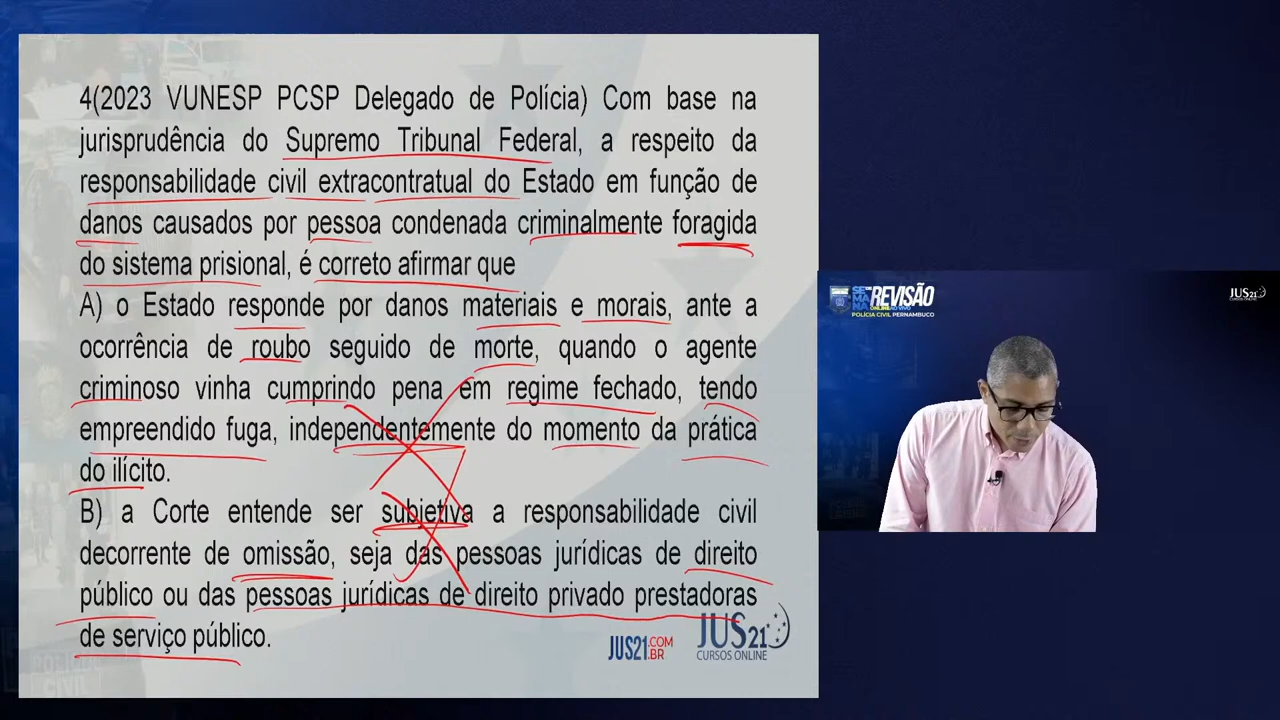 4(2023 VUNESP PCSP Delegado de Polícia) Com base na
jurisprudência do Supremo Tribunal Federal, a respeito da
responsabilidade civil extracontratual do Estado em função de
danos causados por pessoa condenada criminalmente foragida
do sistema prisional, é correto afirmar que
A) o Estado responde por danos materiais e morais, ante a
ocorrência de roubo seguido de morte, quando o agente
criminoso vinha cumprindo pena em regime fechado, tendo
empreendido fuga, independentemente do momento da prática
do ilícito.
B) a Corte entende ser subjetiva a responsabilidade civil
decorrente de omissão, seja das pessoas jurídicas de direito
público ou das pessoas jurídicas de direito privado prestadoras
de serviço público.
JUS21.COM.BR
JUS21
CURSOS ONLINE
SEMANA REVISÃO
POLÍCIA CIVIL PERNAMBUCO
JUS21